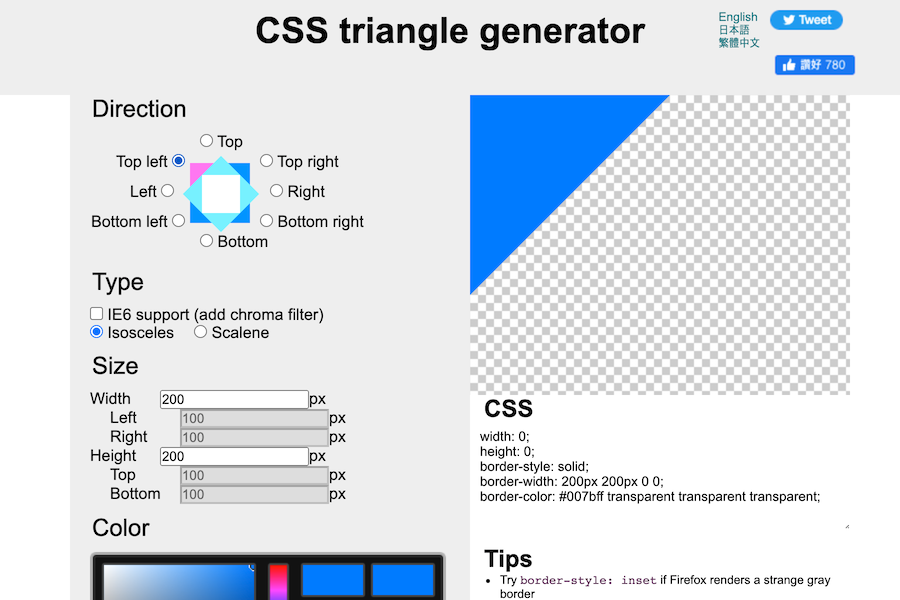 CSS triangle generator
English
日本語
繁體中文
Tweet
讚好 780
Direction
Top
Top left
Top right
Left
Right
Bottom left
Bottom right
Bottom
Type
IE6 support (add chroma filter)
Isosceles Scalene
Size
Width 200 px
Left 100 px
Right 100 px
Height 200 px
Top 100 px
Bottom 100 px
Color
CSS
width: 0;
height: 0;
border-style: solid;
border-width: 200px 200px 0 0;
border-color: #007bff transparent transparent transparent;
Tips
Try border-style: inset if Firefox renders a strange gray
border